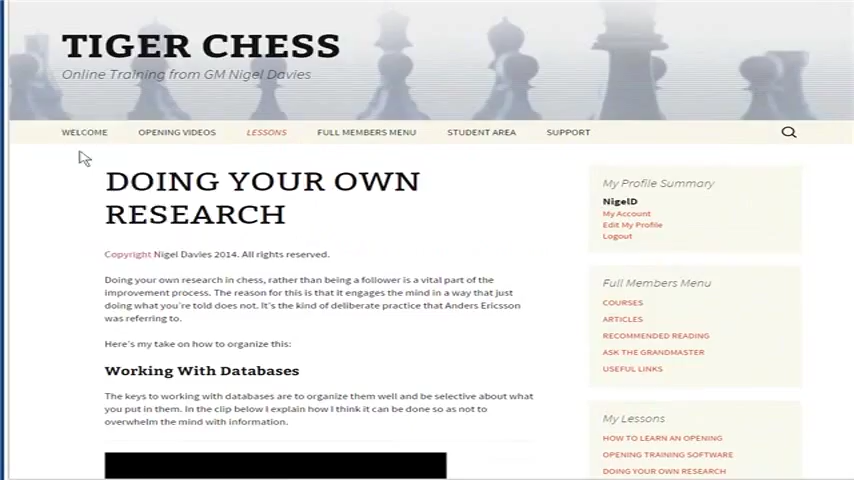 TIGER CHESS
Online Training from GM Nigel Davies
WELCOME
OPENING VIDEOS
LESSONS
FULL MEMBERS MENU
STUDENT AREA
SUPPORT
DOING YOUR OWN
RESEARCH
Copyright Nigel Davies 2014. All rights reserved.
Doing your own research in chess, rather than being a follower is a vital part of the
improvement process. The reason for this is that it engages the mind in a way that just
doing what you're told does not. It's the kind of deliberate practice that Anders Ericsson
was referring to.
Here's my take on how to organize this:
Working With Databases
The keys to working with databases are to organize them well and be selective about what
you put in them. In the clip below I explain how I think it can be done so as not to
overwhelm the mind with information.
My Profile Summary
NigelD
My Account
Edit My Profile
Logout
Full Members Menu
COURSES
ARTICLES
RECOMMENDED READING
ASK THE GRANDMASTER
USEFUL LINKS
My Lessons
HOW TO LEARN AN OPENING
OPENING TRAINING SOFTWARE
DOING YOUR OWN RESEARCH